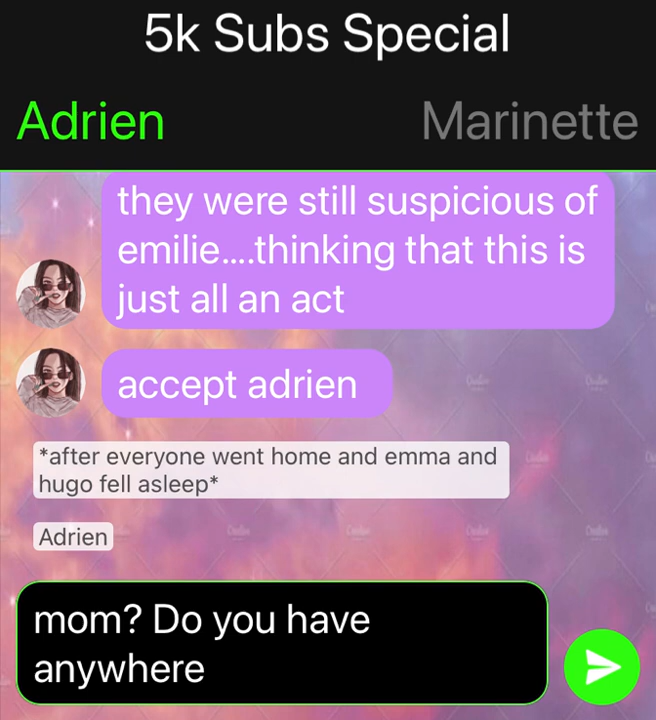 5k Subs Special
Adrien
Marinette
they were still suspicious of
emilie....thinking that this is
just all an act
accept adrien
*after everyone went home and emma and
hugo fell asleep*
Adrien
mom? Do you have
anywhere